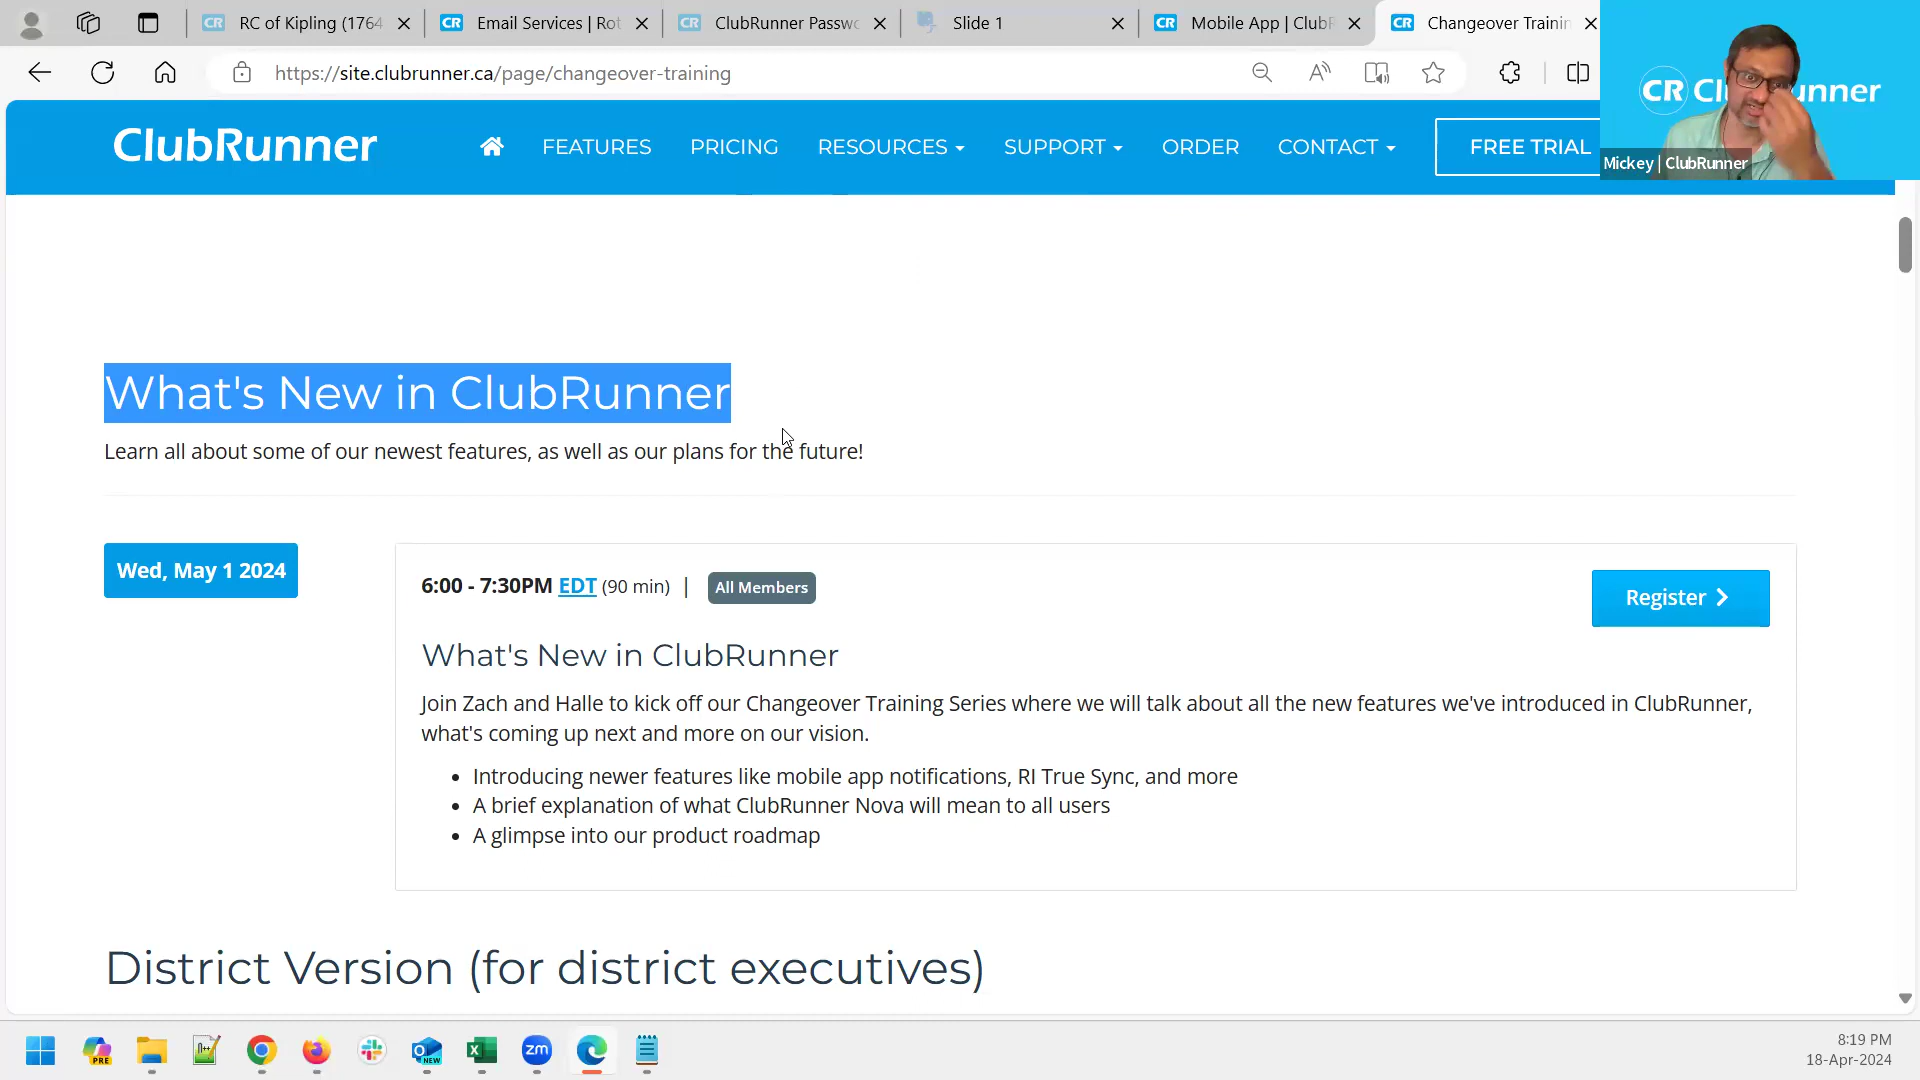 RC of Kipling (1764
Email Services | Rot
ClubRunner Passwo
Slide 1
Mobile App | ClubR
Changeover Trainin
https://site.clubrunner.ca/page/changeover-training
ClubRunner
FEATURES
PRICING
RESOURCES
SUPPORT
ORDER
CONTACT
FREE TRIAL
Mickey | ClubRunner
What's New in ClubRunner
Learn all about some of our newest features, as well as our plans for the future!
Wed, May 1 2024
6:00 - 7:30PM EDT (90 min) | All Members
Register
What's New in ClubRunner
Join Zach and Halle to kick off our Changeover Training Series where we will talk about all the new features we've introduced in ClubRunner,
what's coming up next and more on our vision.
• Introducing newer features like mobile app notifications, RI True Sync, and more
• A brief explanation of what ClubRunner Nova will mean to all users
• A glimpse into our product roadmap
District Version (for district executives)
8:19 PM
18-Apr-2024